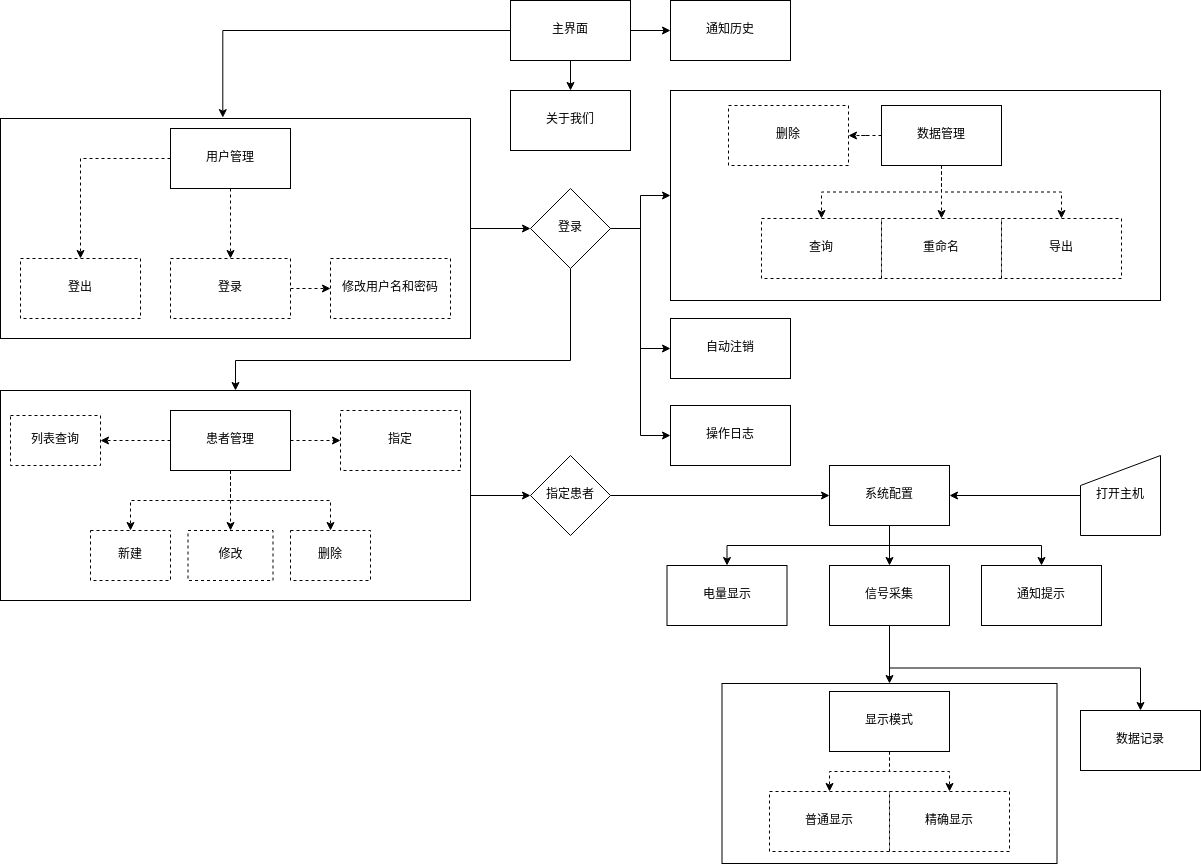 主界面
通知历史
关于我们
用户管理
登出
登录
修改用户名和密码
登录
删除
数据管理
查询
重命名
导出
自动注销
操作日志
列表查询
患者管理
指定
新建
修改
删除
指定患者
系统配置
打开主机
电量显示
信号采集
通知提示
显示模式
数据记录
普通显示
精确显示